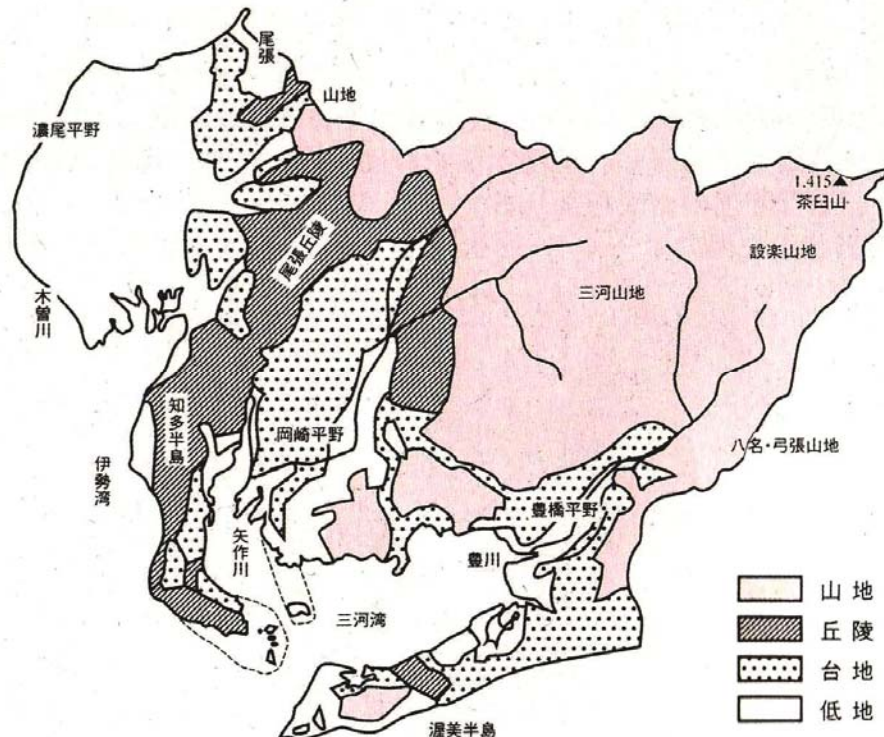 尾張
山地
濃尾平野
1.415
茶臼山
設楽山地
尾張丘陵
三河山地
木曽川
知多半島
岡崎平野
八名・弓張山地
伊勢湾
豊橋平野
矢作川
豊川
三河湾
渥美半島
山地
丘陵
台地
低地